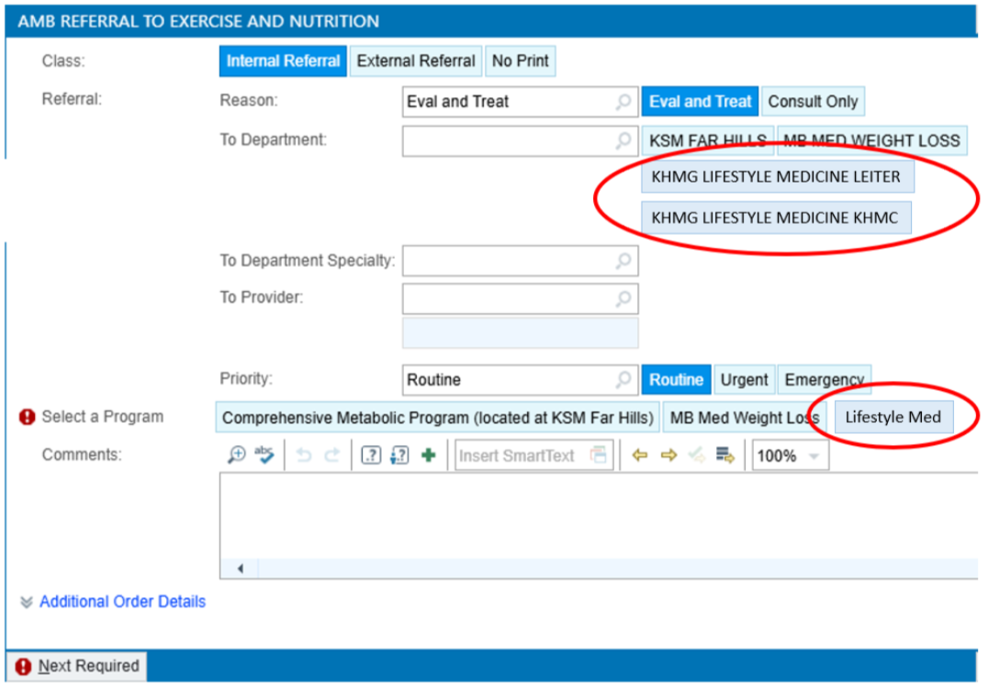 AMB REFERRAL TO EXERCISE AND NUTRITION
Class: Internal Referral External Referral No Print
Referral: Reason: Eval and Treat Eval and Treat Consult Only
To Department: KSM FAR HILLS MB MED WEIGHT LOSS
KHMG LIFESTYLE MEDICINE LEITER
KHMG LIFESTYLE MEDICINE KHMC
To Department Specialty:
To Provider:
Priority: Routine Routine Urgent Emergency
Select a Program Comprehensive Metabolic Program (located at KSM Far Hills) MB Med Weight Loss Lifestyle Med
Comments: abc ? ? Insert SmartText 100%
Additional Order Details
Next Required